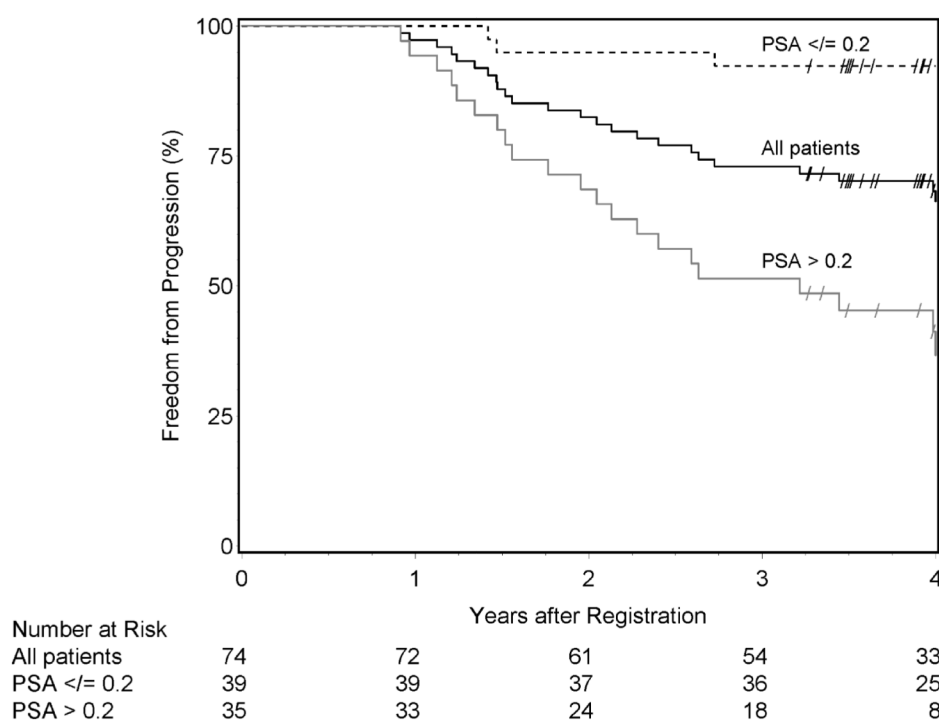 100
PSA </= 0.2
All patients
75
PSA > 0.2
50
25
0
Freedom from Progression (%)
0 1 2 3 4
Years after Registration
Number at Risk
All patients 74 72 61 54 33
PSA </= 0.2 39 39 37 36 25
PSA > 0.2 35 33 24 18 8